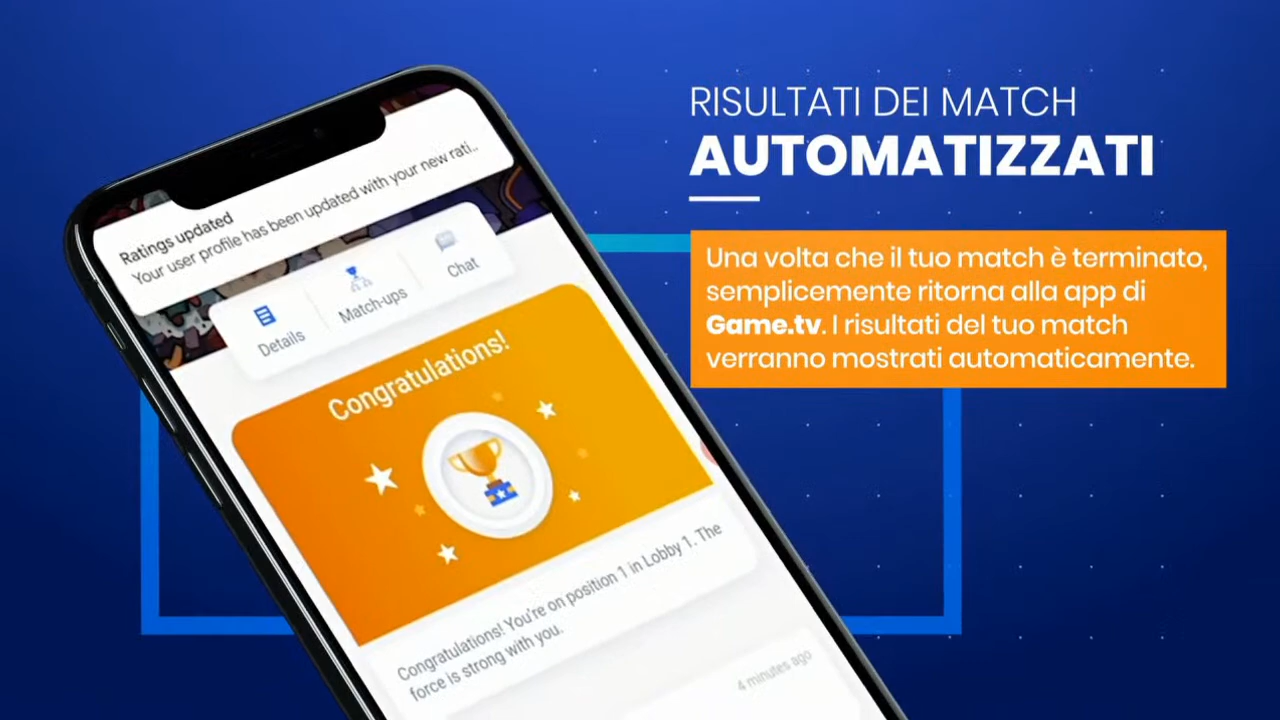 RISULTATI DEI MATCH
AUTOMATIZZATI
Una volta che il tuo match è terminato,
semplicemente ritorna alla app di
Game.tv. I risultati del tuo match
verranno mostrati automaticamente.
Ratings updated
Your user profile has been updated with your new rati..
Details
Match-ups
Chat
Congratulations!
Congratulations! You're on position 1 in Lobby 1. The
force is strong with you.
4 minutes ago